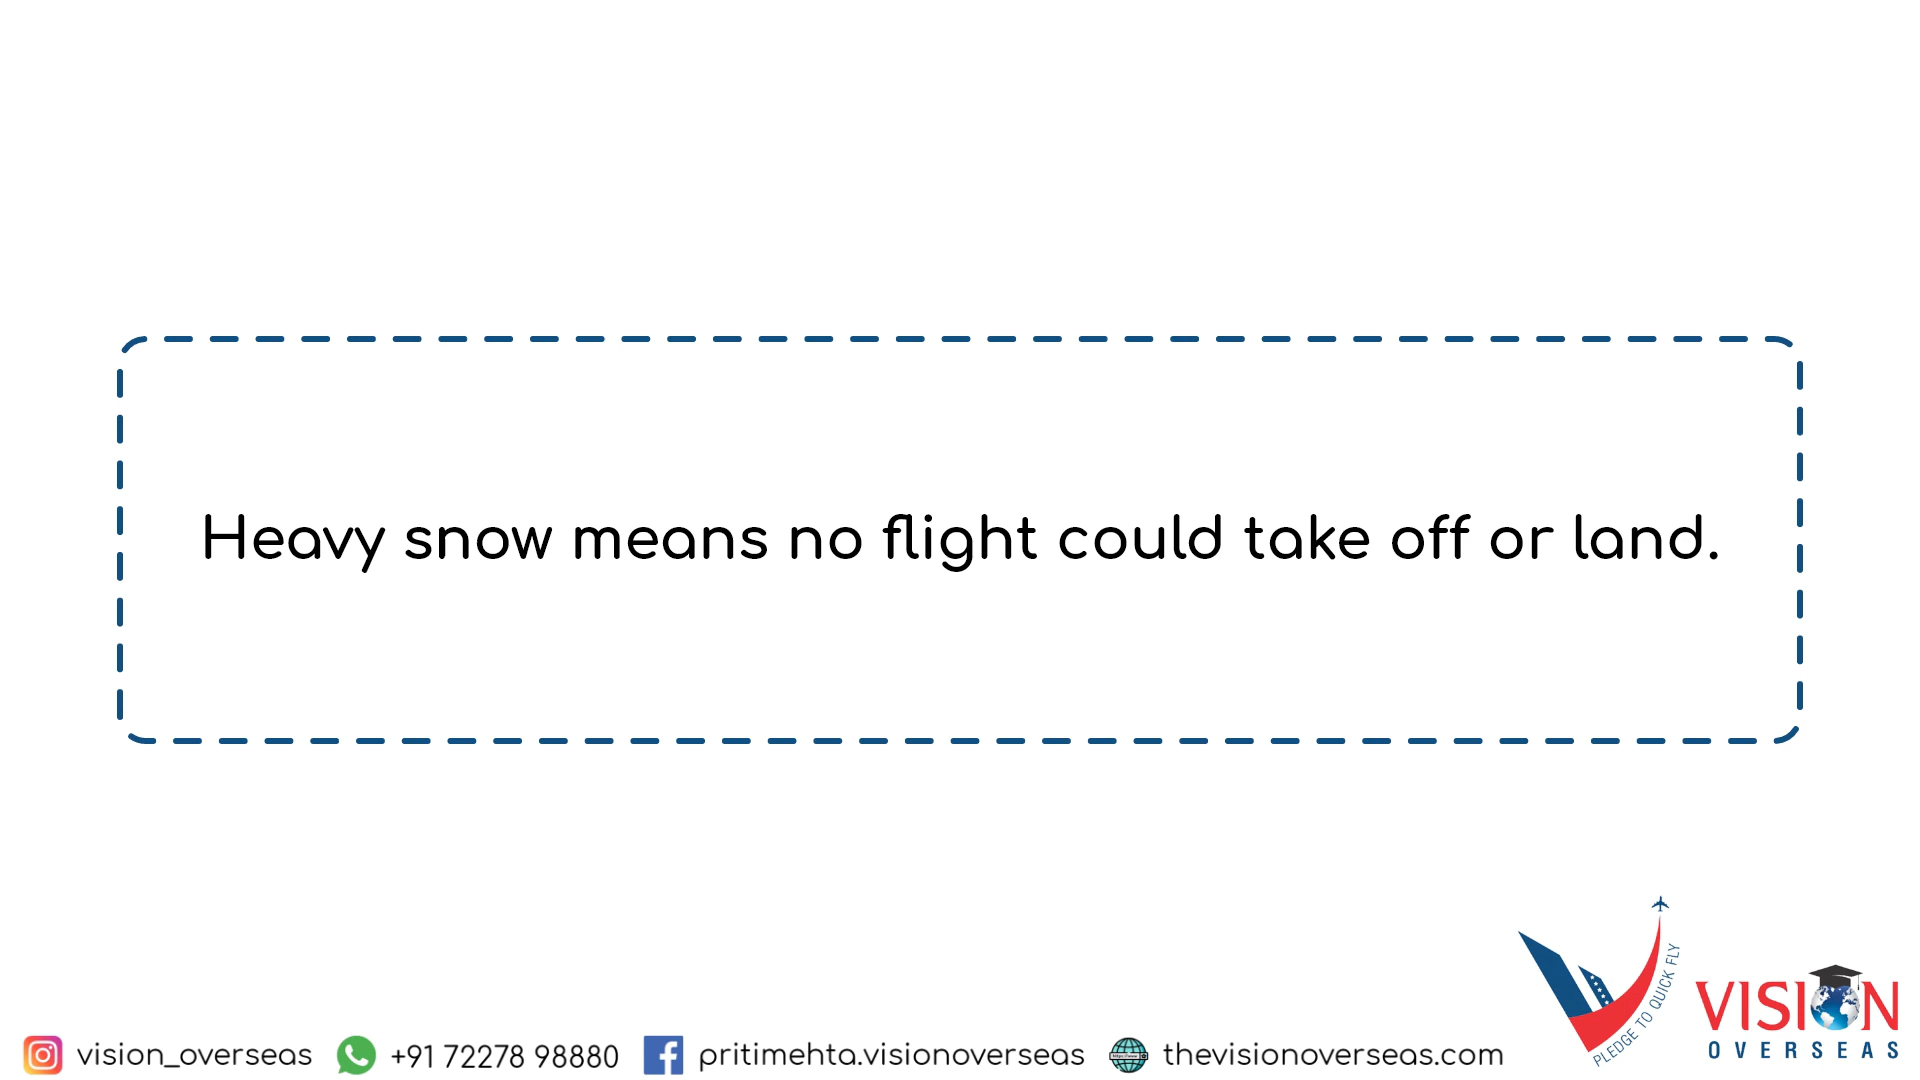 Heavy snow means no flight could take off or land.
PLEDGE TO QUICK FLY
VISION
OVERSEAS
vision_overseas
+91 72278 98880
pritimehta.visionoverseas
thevisionoverseas.com